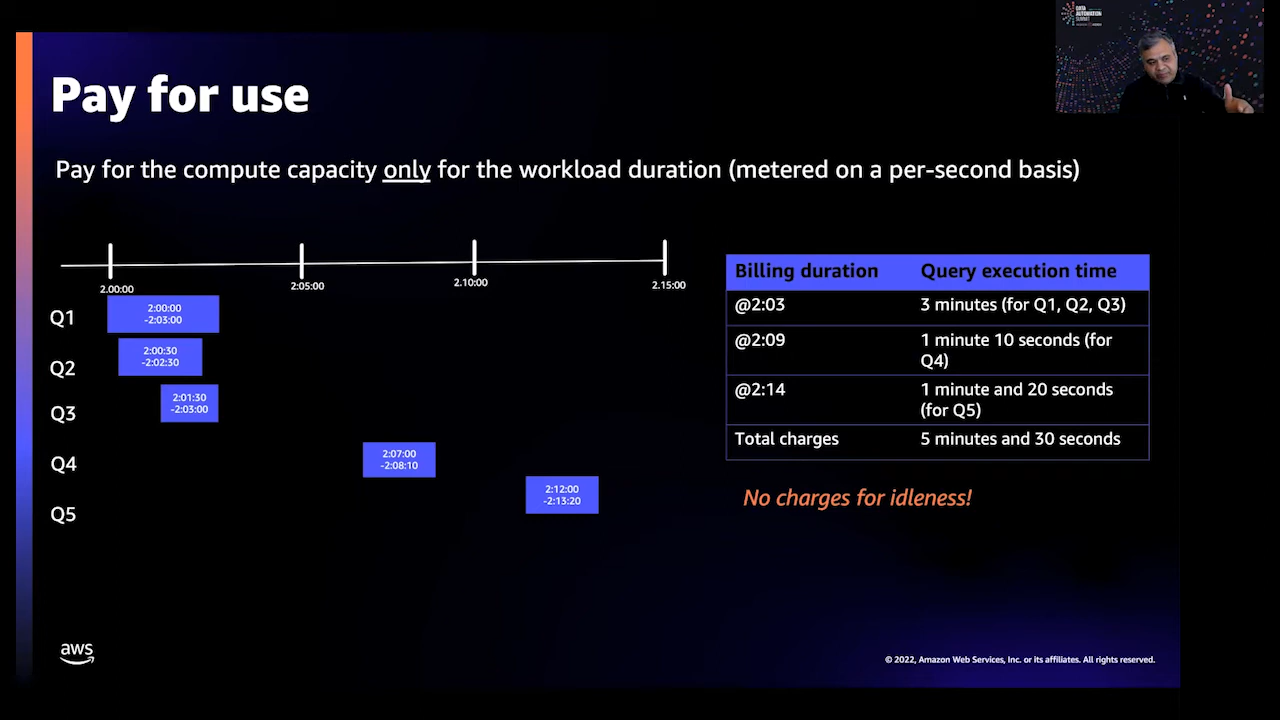 DATA
AUTOMATION
SUMMIT
Pay for use
Pay for the compute capacity only for the workload duration (metered on a per-second basis)
2.00:00
2:05:00
2.10:00
2.15:00
Q1
2:00:00
-2:03:00
Q2
2:00:30
-2:02:30
Q3
2:01:30
-2:03:00
Q4
2:07:00
-2:08:10
Q5
2:12:00
-2:13:20
Billing duration Query execution time
@2:03 3 minutes (for Q1, Q2, Q3)
@2:09 1 minute 10 seconds (for
Q4)
@2:14 1 minute and 20 seconds
(for Q5)
Total charges 5 minutes and 30 seconds
No charges for idleness!
aws
© 2022, Amazon Web Services, Inc. or its affiliates. All rights reserved.